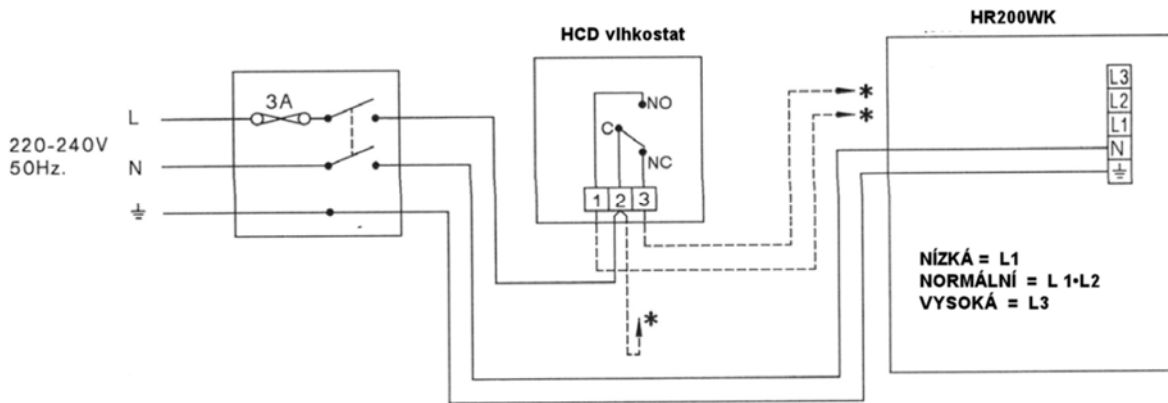 HR200WK
HCD vlhkostat
3A
L
220-240V
50Hz.
N
NO
C
NC
1 2 3
*
*
*
L3
L2
L1
N
NÍZKÁ = L1
NORMÁLNÍ = L 1•L2
VYSOKÁ = L3